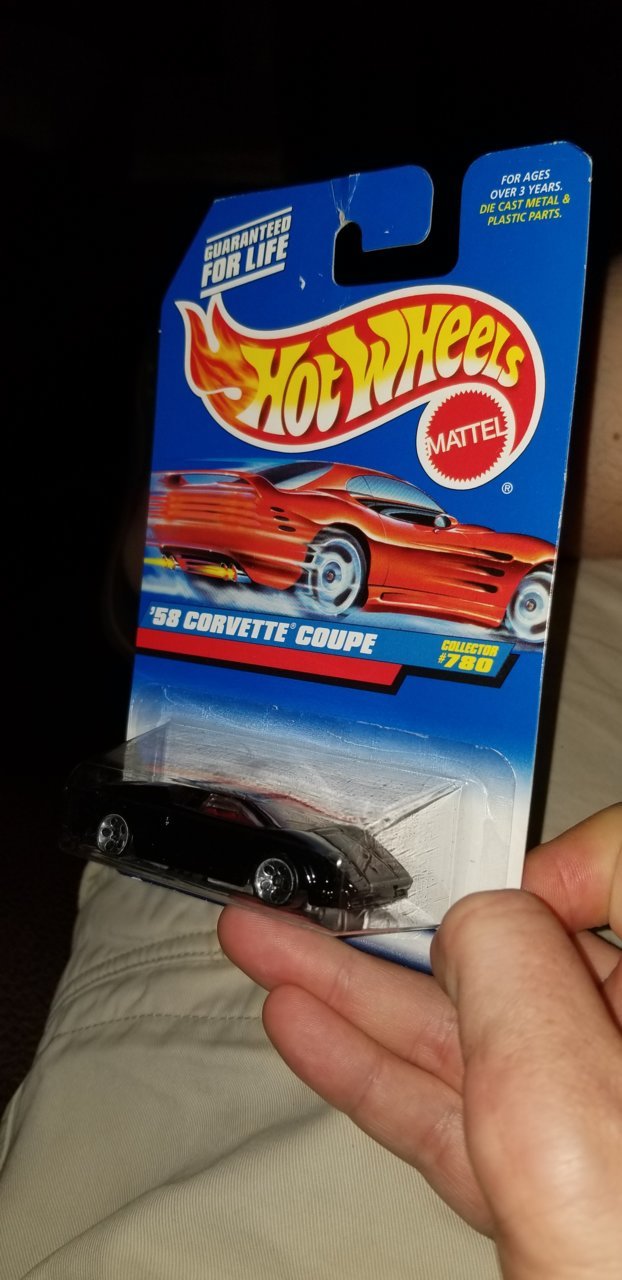 GUARANTEED
FOR LIFE
FOR AGES
OVER 3 YEARS.
DIE CAST METAL &
PLASTIC PARTS.
HOT WHEELS
MATTEL
®
'58 CORVETTE® COUPE
COLLECTOR
#780